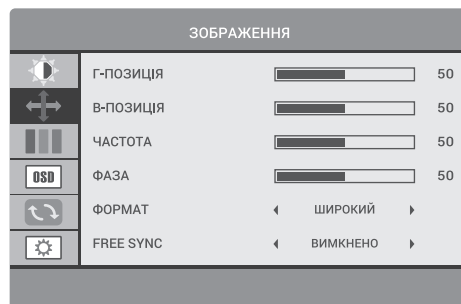 ЗОБРАЖЕННЯ
Г-ПОЗИЦІЯ 50
В-ПОЗИЦІЯ 50
ЧАСТОТА 50
ФАЗА 50
OSD
ФОРМАТ ШИРОКИЙ
FREE SYNC ВИМКНЕНО